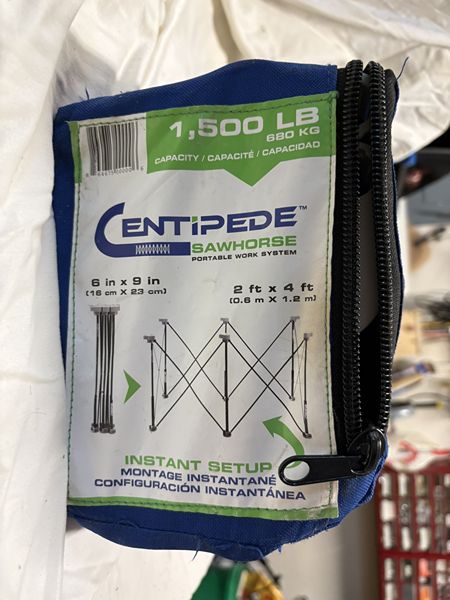 1,500 LB
680 KG
CAPACITY / CAPACITÉ / CAPACIDAD
CENTIPEDE™
SAWHORSE
PORTABLE WORK SYSTEM
6 in x 9 in
(16 cm X 23 cm)
2 ft x 4 ft
(0.6 m X 1.2 m)
INSTANT SETUP
MONTAGE INSTANTANÉ
CONFIGURACIÓN INSTANTÁNEA